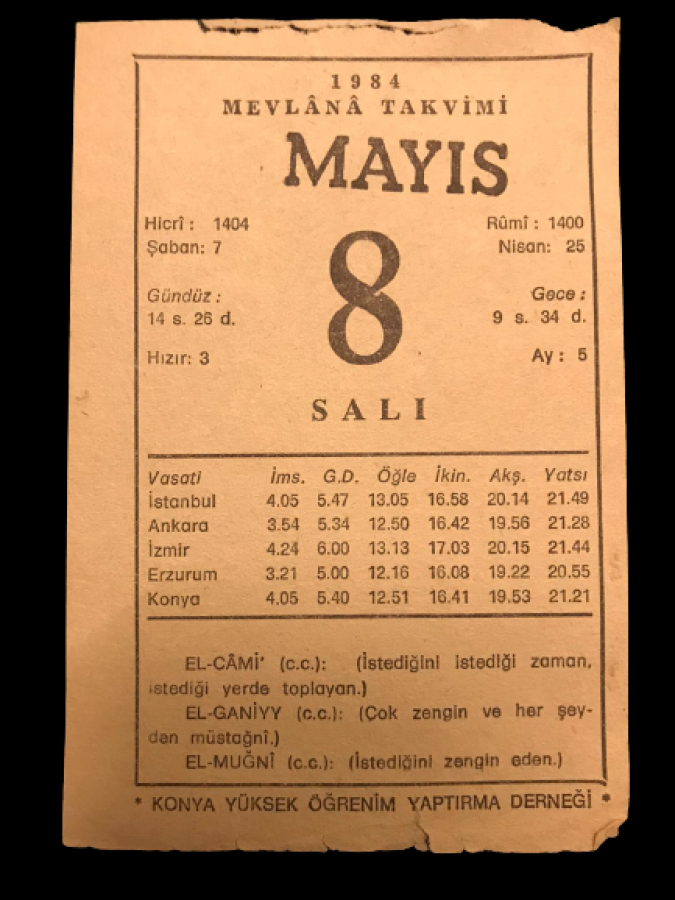 1984
MEVLÂNÂ TAKVİMİ
MAYIS
Hicrî : 1404
Şaban: 7
Rûmî : 1400
Nisan: 25
8
Gündüz :
14 s. 26 d.
Gece :
9 s. 34 d.
Hızır: 3
Ay : 5
SALI
Vasati İms. G.D. Öğle İkin. Akş. Yatsı
İstanbul 4.05 5.47 13.05 16.58 20.14 21.49
Ankara 3.54 5.34 12.50 16.42 19.56 21.28
İzmir 4.24 6.00 13.13 17.03 20.15 21.44
Erzurum 3.21 5.00 12.16 16.08 19.22 20.55
Konya 4.05 5.40 12.51 16.41 19.53 21.21
EL-CÂMİ' (c.c.): (İstediğini istediği zaman,
istediği yerde toplayan.)
EL-GANİYY (c.c.): (Çok zengin ve her şey-
den müstağnî.)
EL-MUĞNÎ (c.c.): (İstediğini zengin eden.)
* KONYA YÜKSEK ÖĞRENİM YAPTIRMA DERNEĞİ *